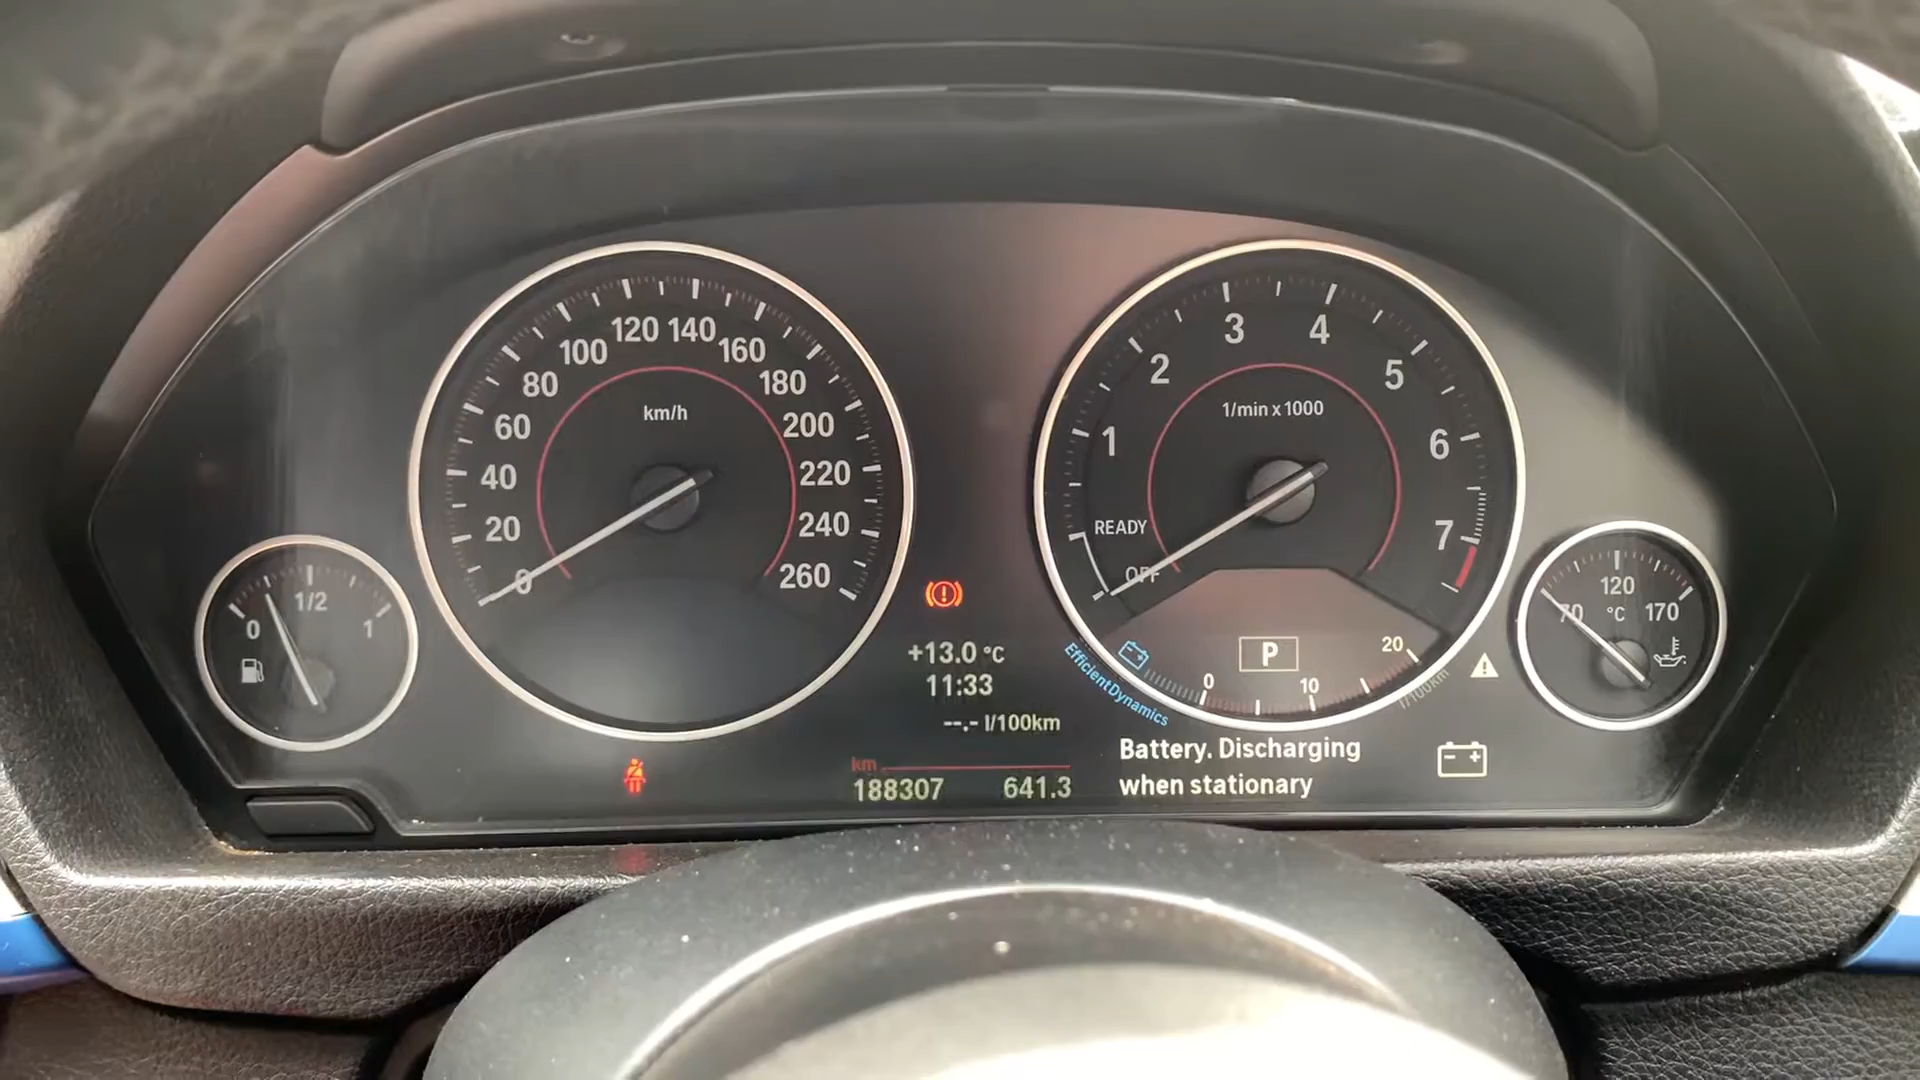 120 140
100 160
80 180
km/h
60 200
40 220
20 240
0 260
3 4
2 5
1/min x 1000
1 6
READY 7
OFF
0 1/2 1
120
70 °C 170
+13.0 °C
11:33
--.- l/100km
km
188307 641.3
P
0 10 20
l/100km
EfficientDynamics
Battery. Discharging
when stationary